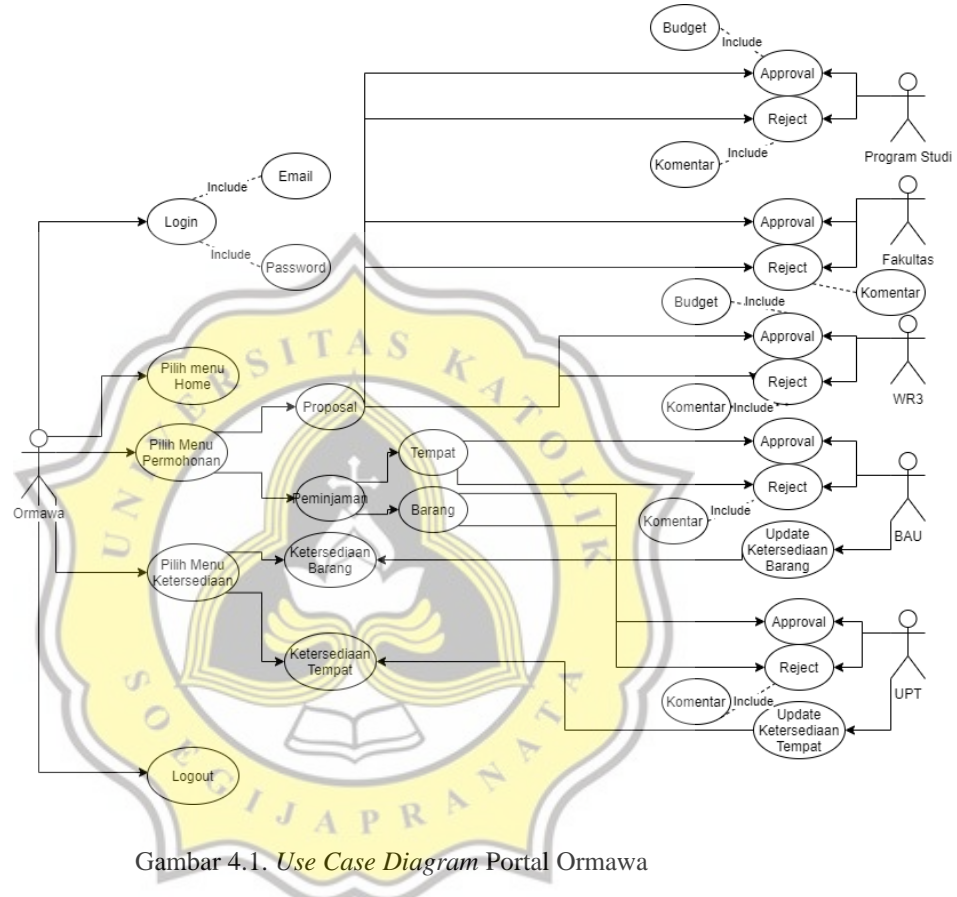 Budget
Include
Approval
Reject
Include
Komentar
Program Studi
Email
Include
Login
Include
Password
Approval
Fakultas
Reject
Komentar
Budget
Include
Approval
Pilih menu
Home
Reject
WR3
Komentar
Include
Proposal
Pilih Menu
Permohonan
Tempat
Approval
Ormawa
Peminjaman
Barang
Reject
Komentar
Include
BAU
Pilih Menu
Ketersediaan
Ketersediaan
Barang
Update
Ketersediaan
Barang
Approval
Ketersediaan
Tempat
Reject
UPT
Komentar
Include
Update
Ketersediaan
Tempat
Logout
UNIVERSITAS KATOLIK
SOEGIJAPRANATA
Gambar 4.1. Use Case Diagram Portal Ormawa